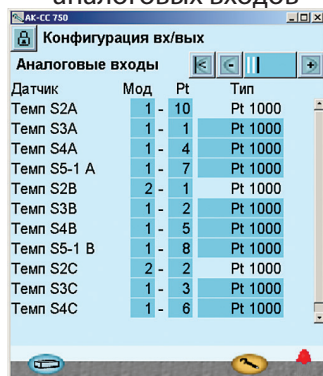 аналоговых входов
AK-CC 750
Конфигурация вх/вых
Аналоговые входы
Датчик Мод Pt Тип
Темп S2A 1 - 10 Pt 1000
Темп S3A 1 - 1 Pt 1000
Темп S4A 1 - 4 Pt 1000
Темп S5-1 A 1 - 7 Pt 1000
Темп S2B 2 - 1 Pt 1000
Темп S3B 1 - 2 Pt 1000
Темп S4B 1 - 5 Pt 1000
Темп S5-1 B 1 - 8 Pt 1000
Темп S2C 2 - 2 Pt 1000
Темп S3C 1 - 3 Pt 1000
Темп S4C 1 - 6 Pt 1000